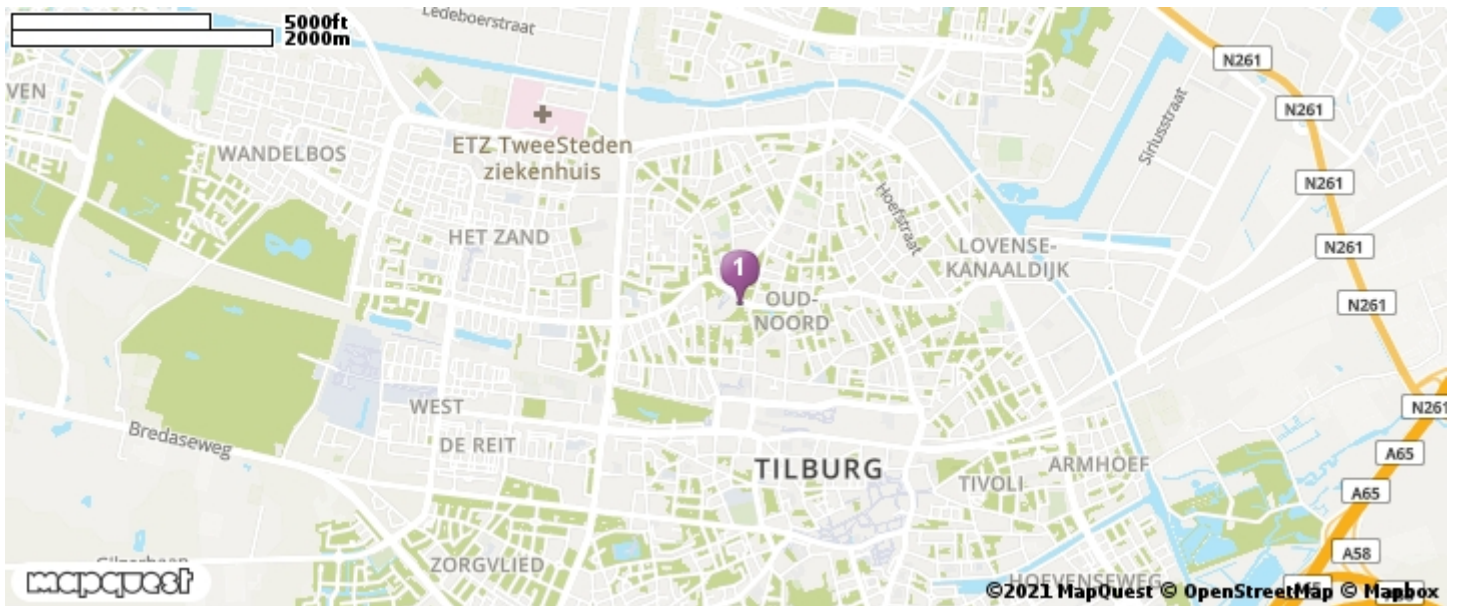 5000ft
2000m
Ledeboerstraat
N261
VEN
N261
Siriusstraat
WANDELBOS
ETZ TweeSteden
ziekenhuis
N261
Hoefstraat
HET ZAND
LOVENSE-
KANAALDIJK
N261
1
OUD-
NOORD
N261
WEST
N261
Bredaseweg
DE REIT
A65
TILBURG
ARMHOEF
TIVOLI
A65
A58
ZORGVLIED
mapquest
HOEVENSEWEG
A65
©2021 MapQuest © OpenStreetMap © Mapbox